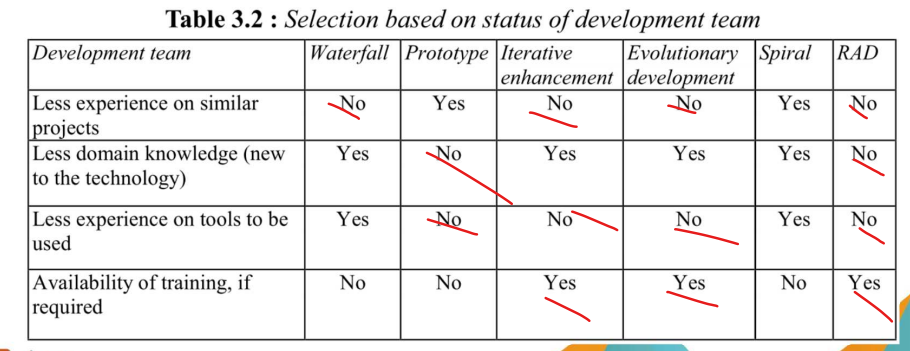 Table 3.2 : Selection based on status of development team
Development team Waterfall Prototype Iterative enhancement Evolutionary development Spiral RAD
Less experience on similar projects No Yes No No Yes No
Less domain knowledge (new to the technology) Yes No Yes Yes Yes No
Less experience on tools to be used Yes No No No Yes No
Availability of training, if required No No Yes Yes No Yes